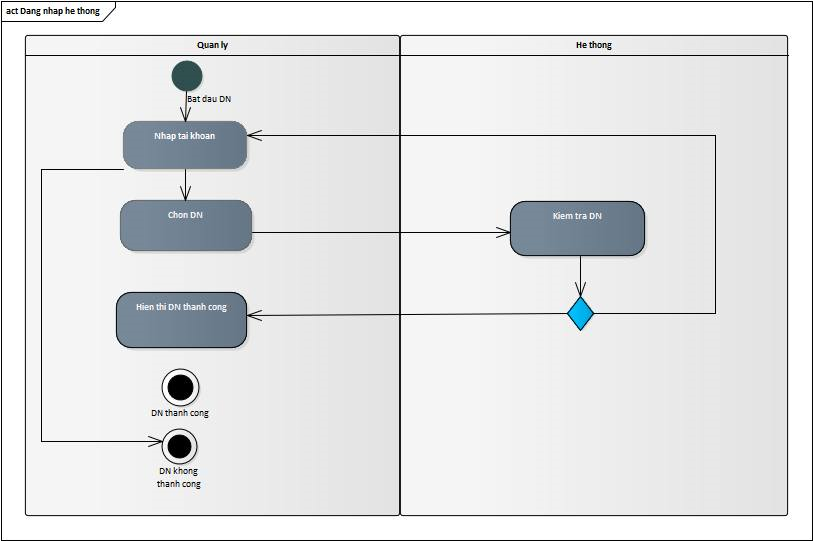 act Dang nhap he thong
Quan ly
He thong
Bat dau DN
Nhap tai khoan
Chon DN
Kiem tra DN
Hien thi DN thanh cong
DN thanh cong
DN khong
thanh cong